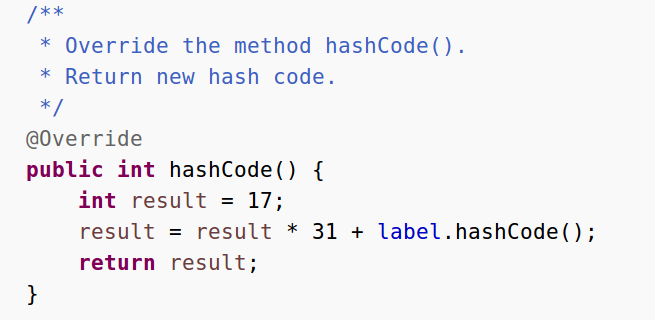 /**
 * Override the method hashCode().
 * Return new hash code.
 */
@Override
public int hashCode() {
    int result = 17;
    result = result * 31 + label.hashCode();
    return result;
}